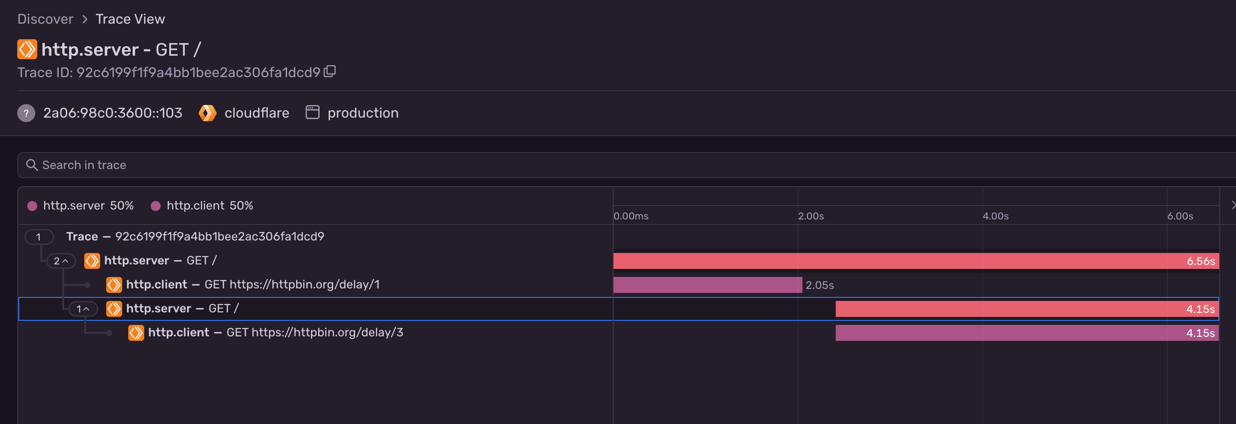 Discover > Trace View
http.server - GET /
Trace ID: 92c6199f1f9a4bb1bee2ac306fa1dcd9
? 2a06:98c0:3600::103 cloudflare production
Search in trace
http.server 50% http.client 50%
0.00ms 2.00s 4.00s 6.00s
1 Trace — 92c6199f1f9a4bb1bee2ac306fa1dcd9
2 http.server — GET / 6.56s
http.client — GET https://httpbin.org/delay/1 2.05s
1 http.server — GET / 4.15s
http.client — GET https://httpbin.org/delay/3 4.15s